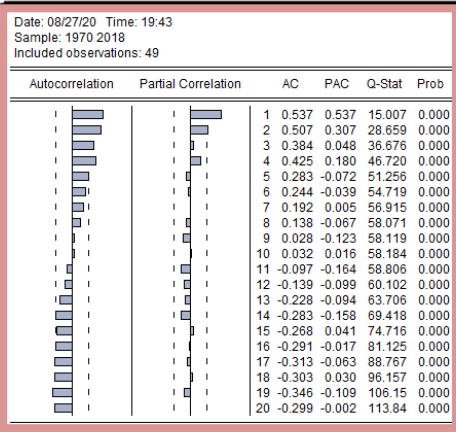 Date: 08/27/20 Time: 19:43
Sample: 1970 2018
Included observations: 49
Autocorrelation Partial Correlation AC PAC Q-Stat Prob
1 0.537 0.537 15.007 0.000
2 0.507 0.307 28.659 0.000
3 0.384 0.048 36.676 0.000
4 0.425 0.180 46.720 0.000
5 0.283 -0.072 51.256 0.000
6 0.244 -0.039 54.719 0.000
7 0.192 0.005 56.915 0.000
8 0.138 -0.067 58.071 0.000
9 0.028 -0.123 58.119 0.000
10 0.032 0.016 58.184 0.000
11 -0.097 -0.164 58.806 0.000
12 -0.139 -0.099 60.102 0.000
13 -0.228 -0.094 63.706 0.000
14 -0.283 -0.158 69.418 0.000
15 -0.268 0.041 74.716 0.000
16 -0.291 -0.017 81.125 0.000
17 -0.313 -0.063 88.767 0.000
18 -0.303 0.030 96.157 0.000
19 -0.346 -0.109 106.15 0.000
20 -0.299 -0.002 113.84 0.000